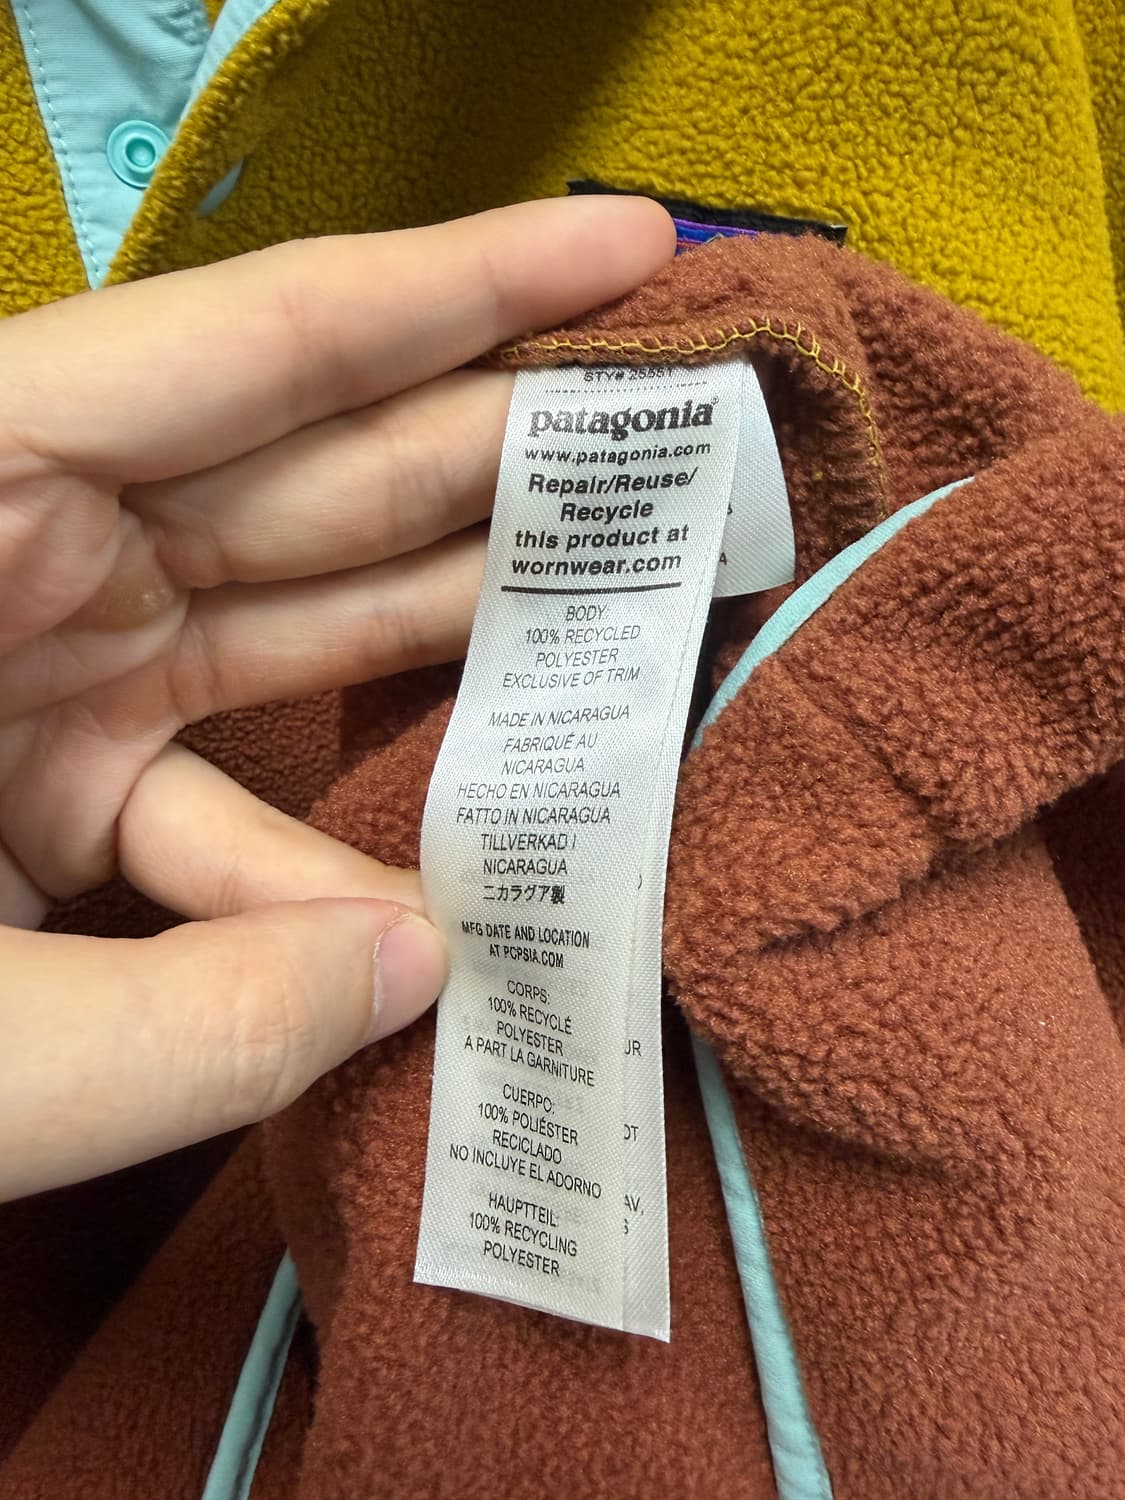 STY# 25551
patagonia®
www.patagonia.com
Repair/Reuse/
Recycle
this product at
wornwear.com
BODY:
100% RECYCLED
POLYESTER
EXCLUSIVE OF TRIM
MADE IN NICARAGUA
FABRIQUÉ AU
NICARAGUA
HECHO EN NICARAGUA
FATTO IN NICARAGUA
TILLVERKAD I
NICARAGUA
ニカラグア製
MFG DATE AND LOCATION
AT PCPSIA.COM
CORPS:
100% RECYCLÉ
POLYESTER
A PART LA GARNITURE
CUERPO:
100% POLIÉSTER
RECICLADO
NO INCLUYE EL ADORNO
HAUPTTEIL:
100% RECYCLING
POLYESTER